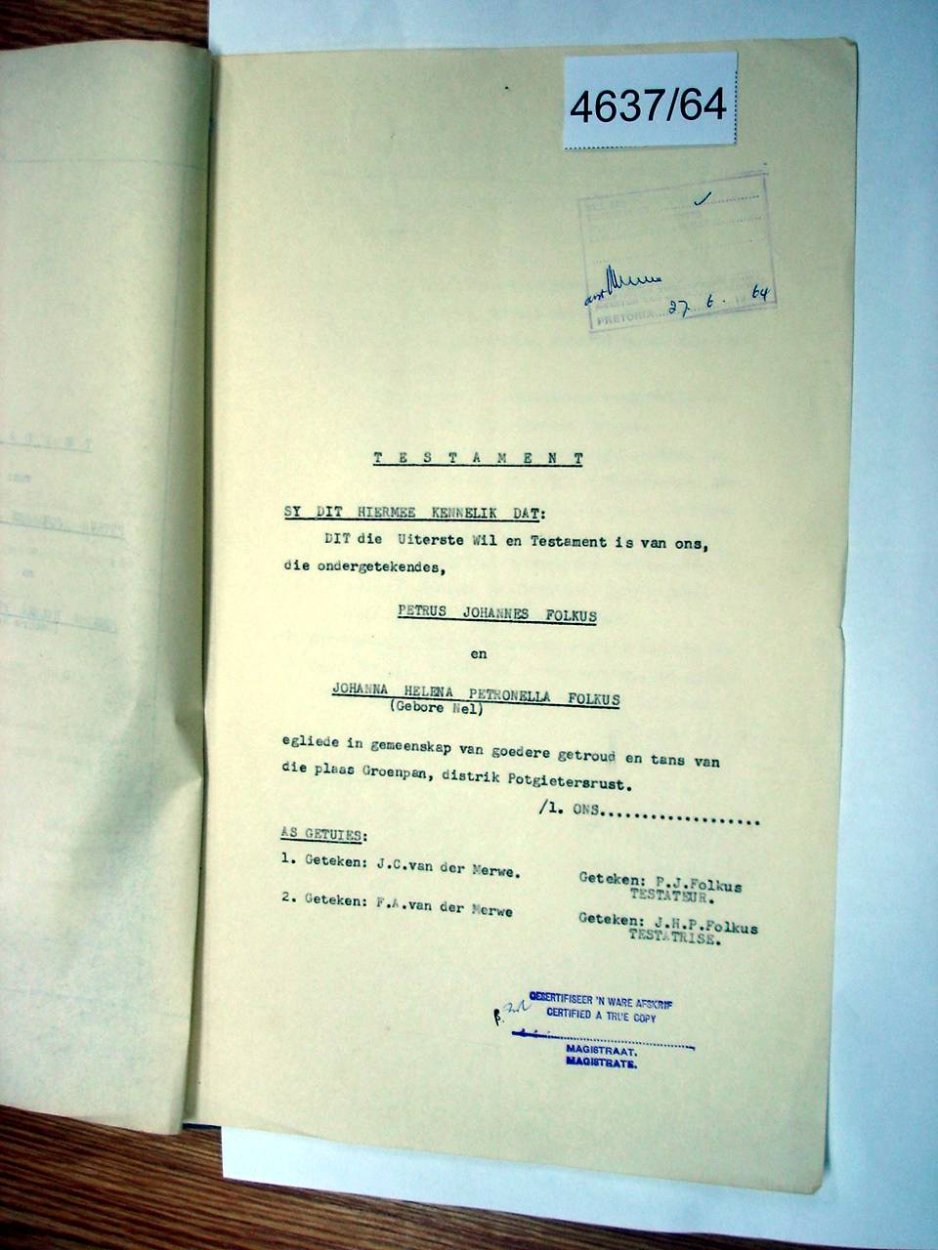 4637/64
PRETORIA 27. 6. 64
T E S T A M E N T
SY DIT HIERMEE KENNELIK DAT:
DIT die Uiterste Wil en Testament is van ons,
die ondergetekendes,
PETRUS JOHANNES FOLKUS
en
JOHANNA HELENA PETRONELLA FOLKUS
(Gebore Nel)
egliede in gemeenskap van goedere getroud en tans van
die plaas Groenpan, distrik Potgietersrust.
/1. ONS...................
AS GETUIES:
1. Geteken: J.C.van der Merwe.
Geteken: P.J.Folkus
TESTATEUR.
2. Geteken: F.A.van der Merwe
Geteken: J.H.P.Folkus
TESTATRISE.
GESERTIFISEER 'N WARE AFSKRIF
CERTIFIED A TRUE COPY
MAGISTRAAT.
MAGISTRATE.